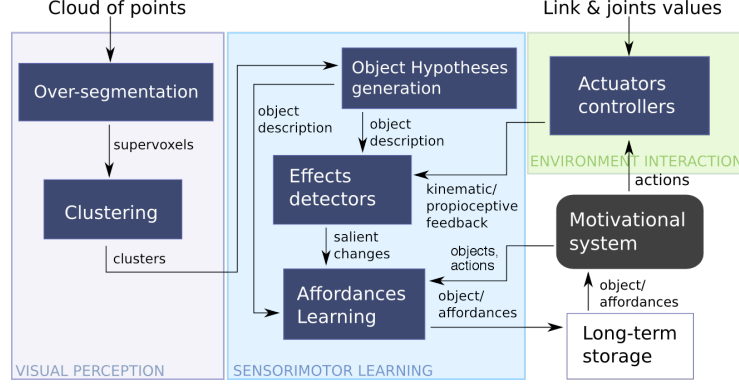 Cloud of points
Link & joints values
Over-segmentation
supervoxels
Clustering
clusters
VISUAL PERCEPTION
Object Hypotheses
generation
object
description
object
description
Effects
detectors
kinematic/
propioceptive
feedback
salient
changes
objects,
actions
Affordances
Learning
object/
affordances
SENSORIMOTOR LEARNING
Actuators
controllers
ENVIRONMENT INTERACTION
actions
Motivational
system
object/
affordances
Long-term
storage